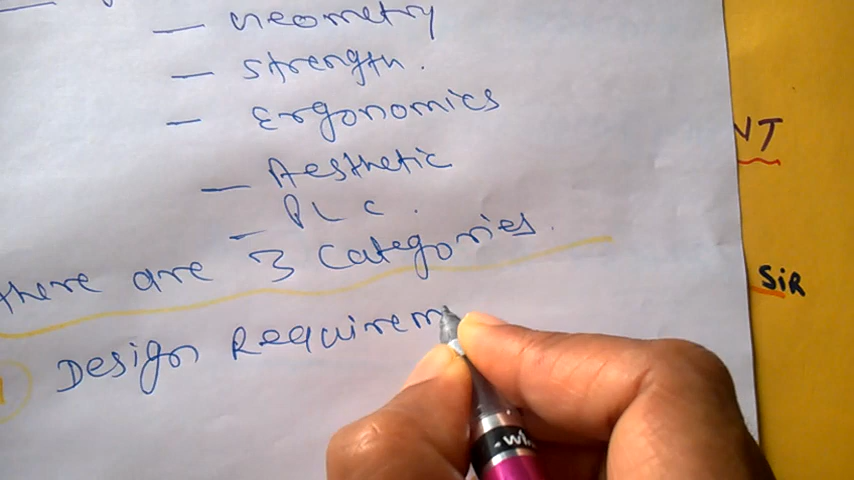 — Geometry
— Strength.
— Ergonomics
— Aesthetic
— PLC.
there are 3 Categories.
Design Requirem
NT
SiR